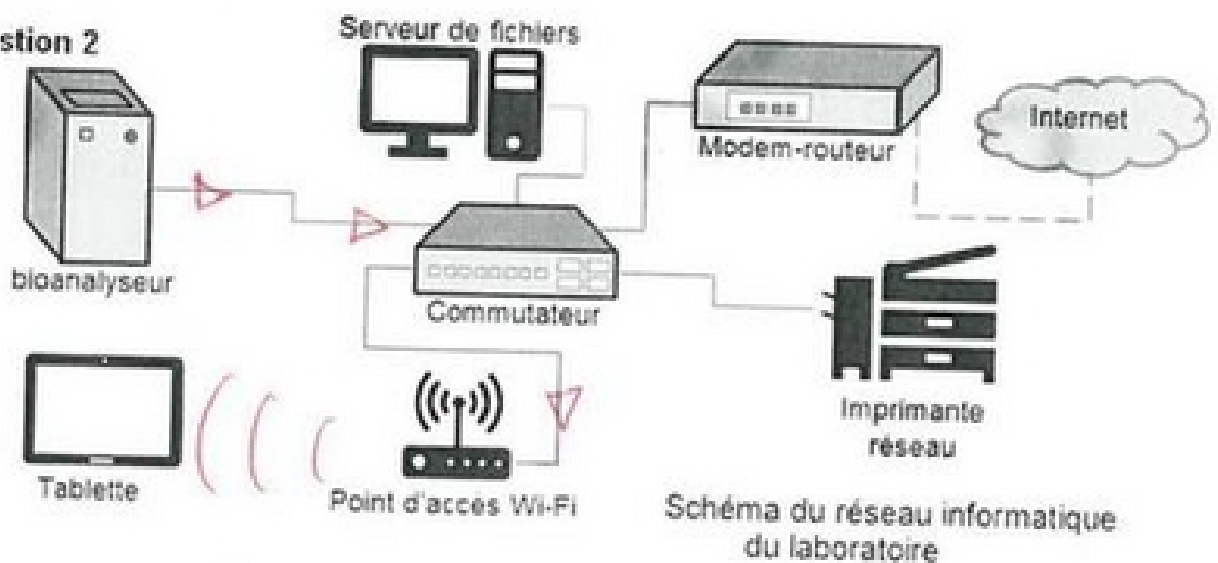 stion 2
Serveur de fichiers
Internet
Modem-routeur
bioanalyseur
Commutateur
Tablette
Point d'accès Wi-Fi
Imprimante
réseau
Schéma du réseau informatique
du laboratoire